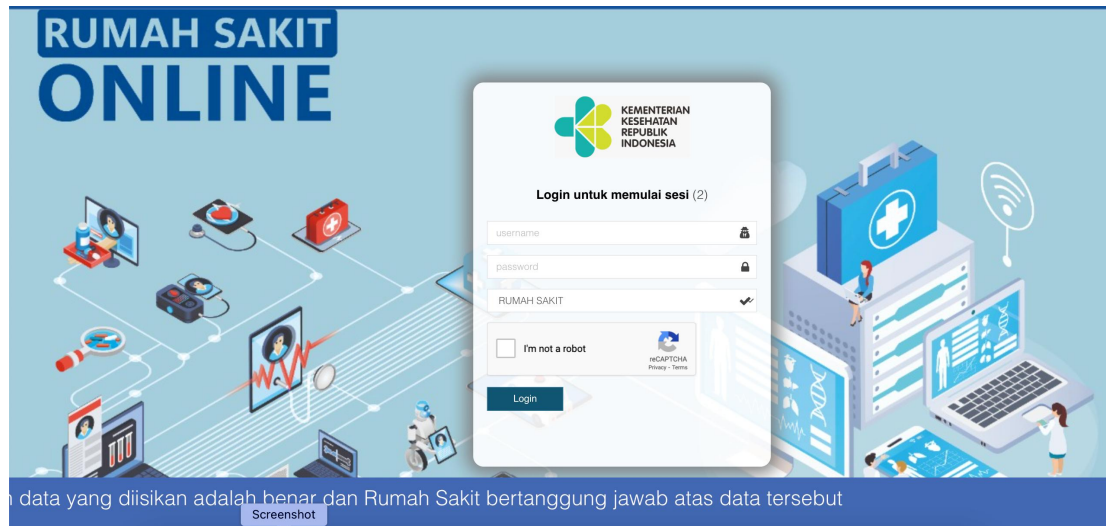 RUMAH SAKIT
ONLINE
KEMENTERIAN
KESEHATAN
REPUBLIK
INDONESIA
Login untuk memulai sesi (2)
username
password
RUMAH SAKIT
I'm not a robot
reCAPTCHA
Privacy - Terms
Login
data yang diisikan adalah benar dan Rumah Sakit bertanggung jawab atas data tersebut
Screenshot